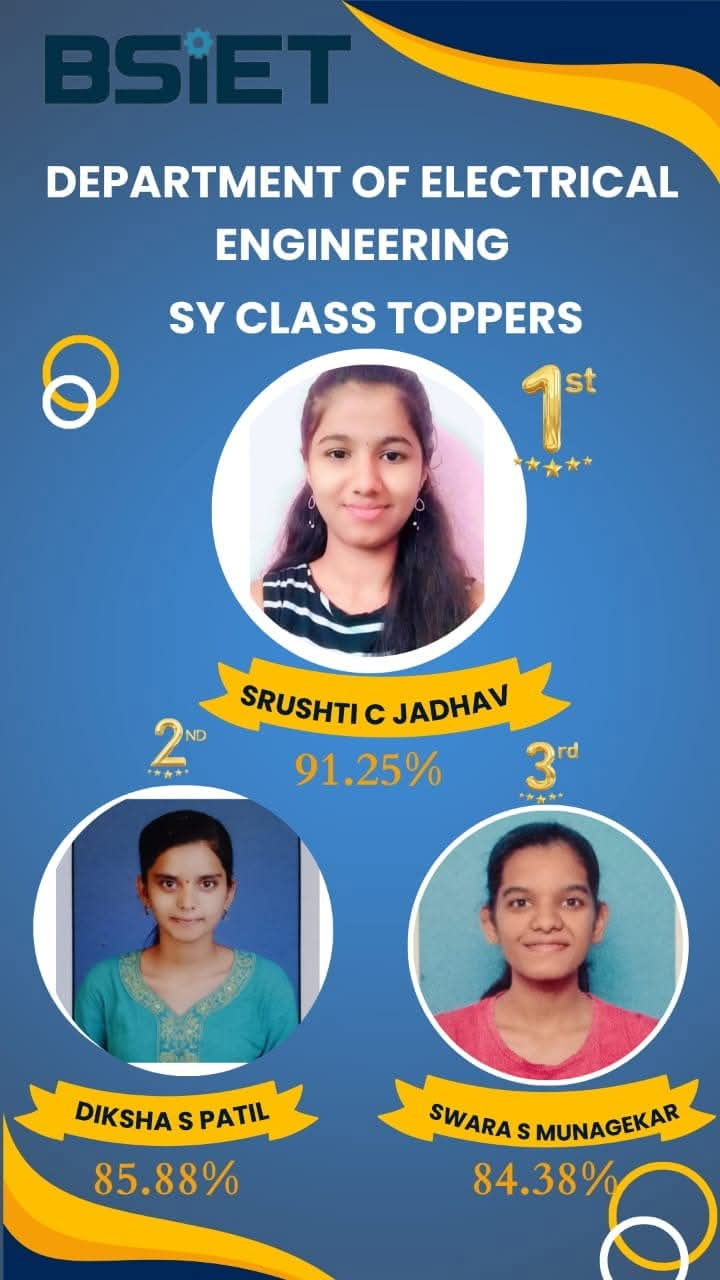 BSiET
DEPARTMENT OF ELECTRICAL
ENGINEERING
SY CLASS TOPPERS
1st
SRUSHTI C JADHAV
91.25%
2ND
DIKSHA S PATIL
85.88%
3rd
SWARA S MUNAGEKAR
84.38%